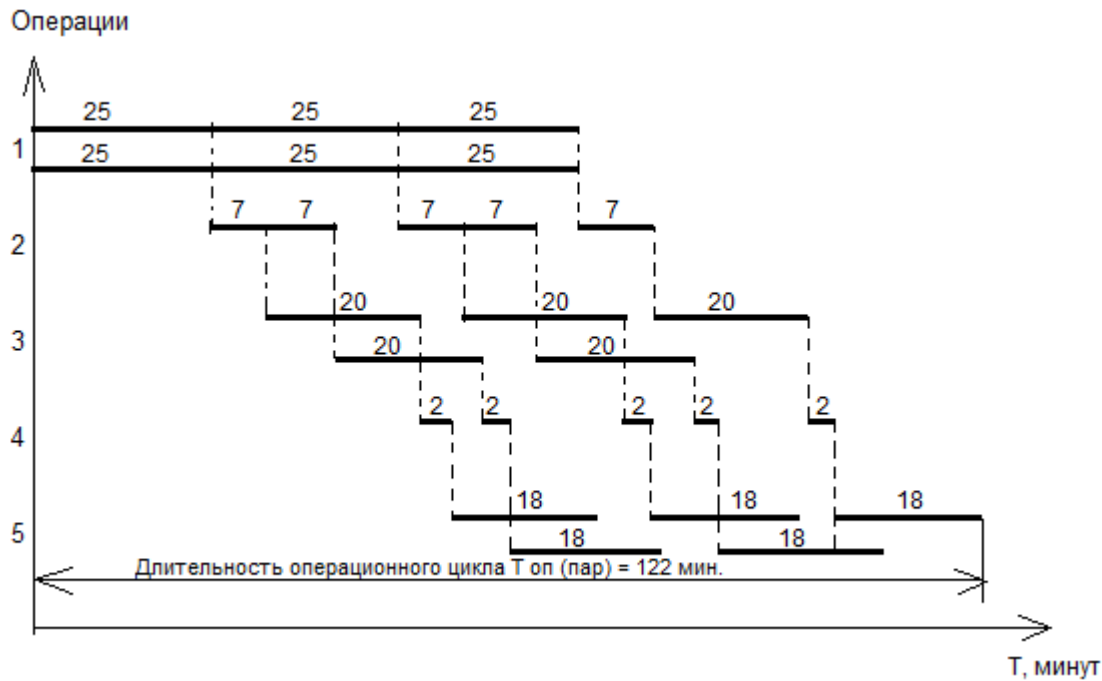 Операции
25 25 25
1
25 25 25
7 7 7 7 7
2
20 20 20
3
20 20
2 2 2 2 2
4
18 18 18
5
18 18
Длительность операционного цикла Т оп (пар) = 122 мин.
Т, минут